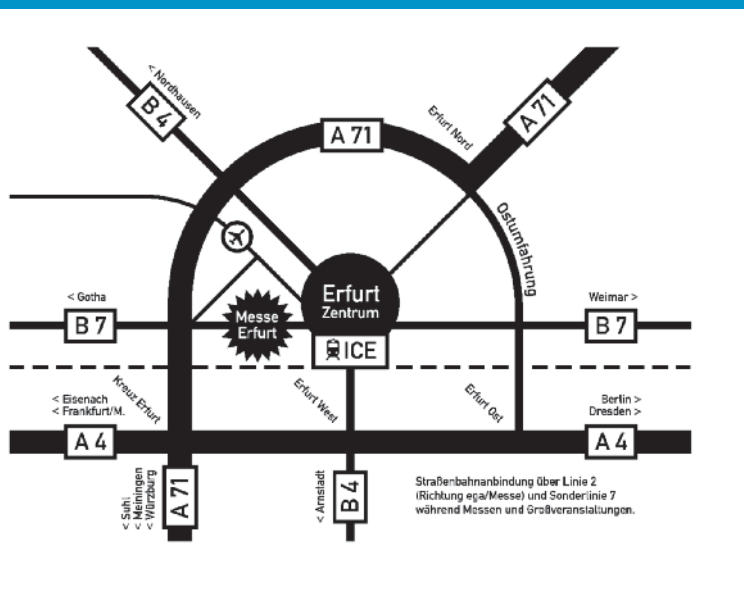 < Nordhausen
B 4
A 71
Erfurt Nord
A 71
Ostumfahrung
< Gotha
B 7
Messe
Erfurt
Erfurt
Zentrum
ICE
Weimar >
B 7
< Eisenach
< Frankfurt/M.
A 4
Kreuz Erfurt
Erfurt West
Erfurt Ost
Berlin >
Dresden >
A 4
< Suhl
< Meiningen
< Würzburg
A 71
< Arnstadt
B 4
Straßenbahnanbindung über Linie 2
(Richtung ega/Messe) und Sonderlinie 7
während Messen und Großveranstaltungen.